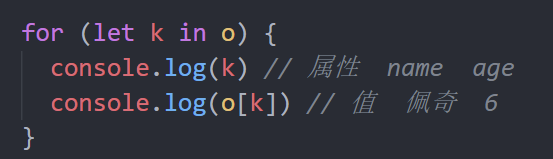 for (let k in o) {
console.log(k) // 属性 name age
console.log(o[k]) // 值 佩奇 6
}